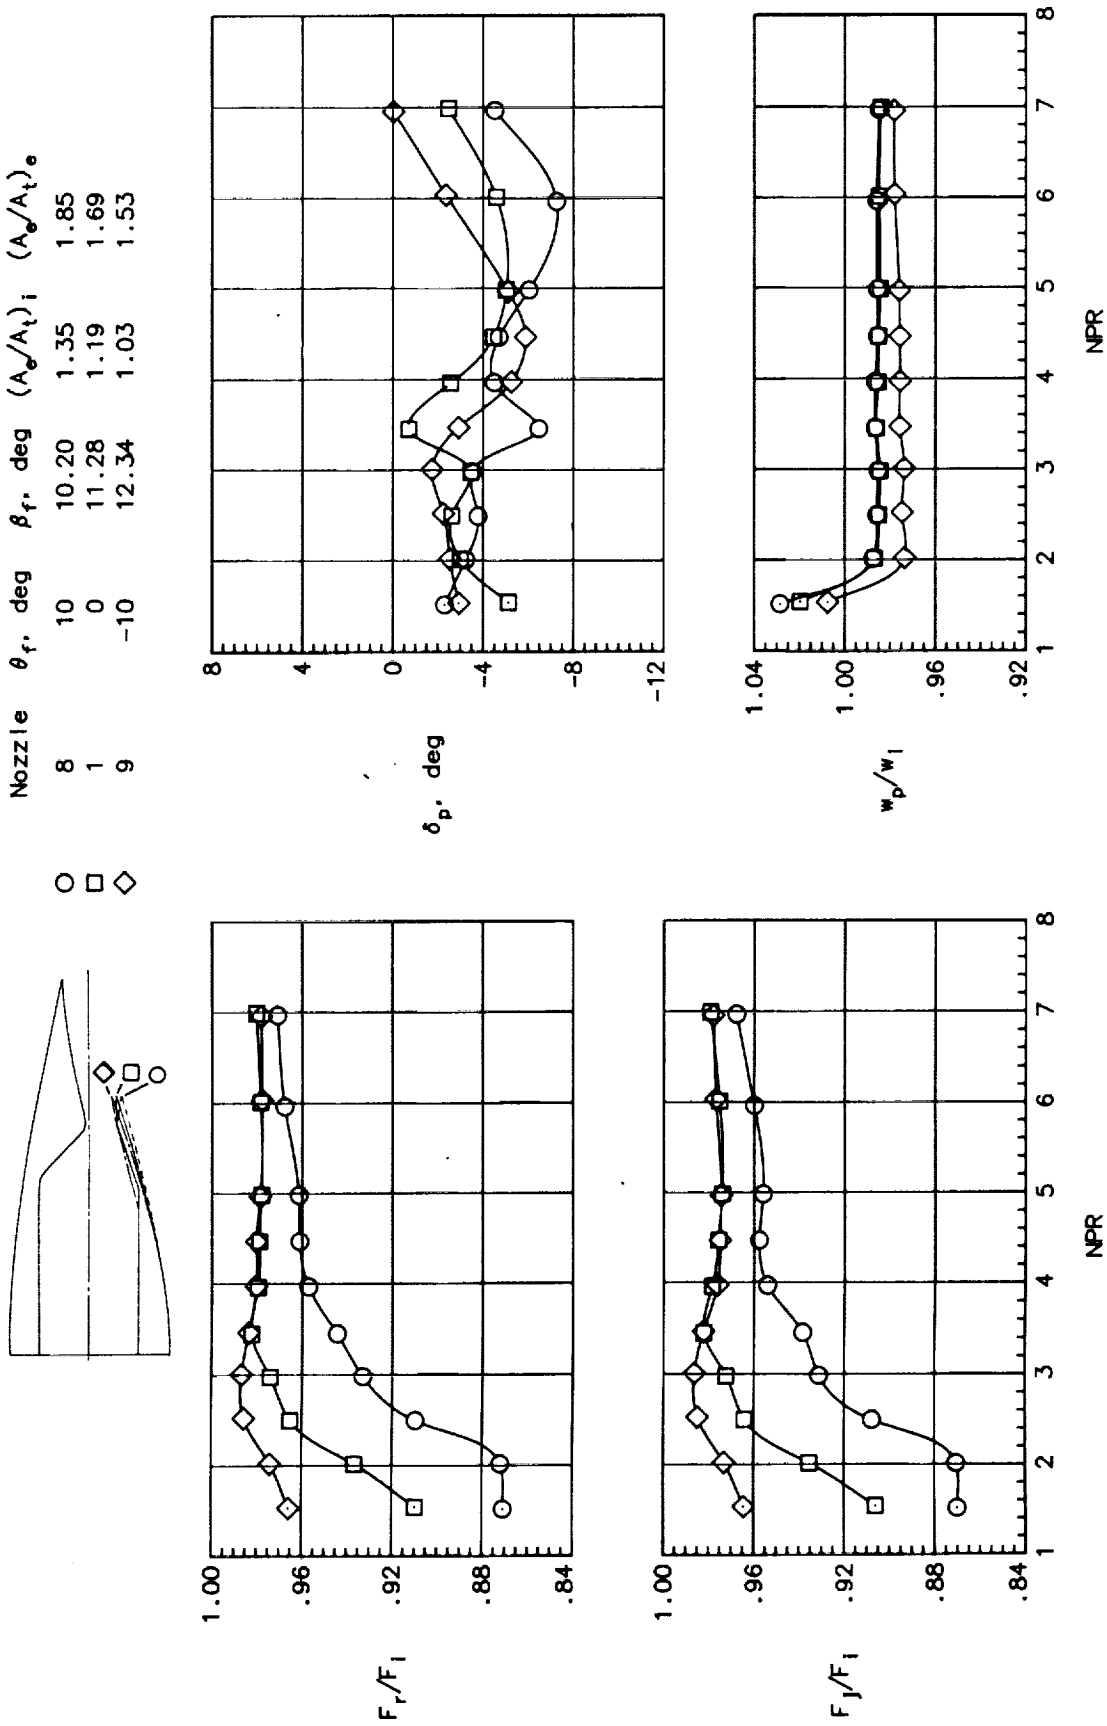 Nozzle θf, deg βf, deg (Ae/At)i (Ae/At)e
8 10 10.20 1.35 1.85
1 0 11.28 1.19 1.69
9 -10 12.34 1.03 1.53
1.00
.96
.92
.88
.84
Fr/Fi
8
4
0
-4
-8
-12
δp, deg
1.00
.96
.92
.88
.84
Fj/Fi
1 2 3 4 5 6 7 8
NPR
1.04
1.00
.96
.92
wp/wi
1 2 3 4 5 6 7 8
NPR